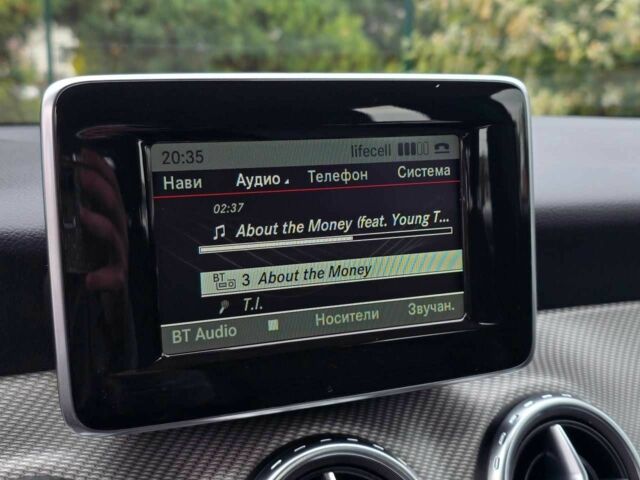 20:35 lifecell
Нави Аудио Телефон Система
02:37
About the Money (feat. Young T...
BT 3 About the Money
T.I.
BT Audio Носители Звучан.